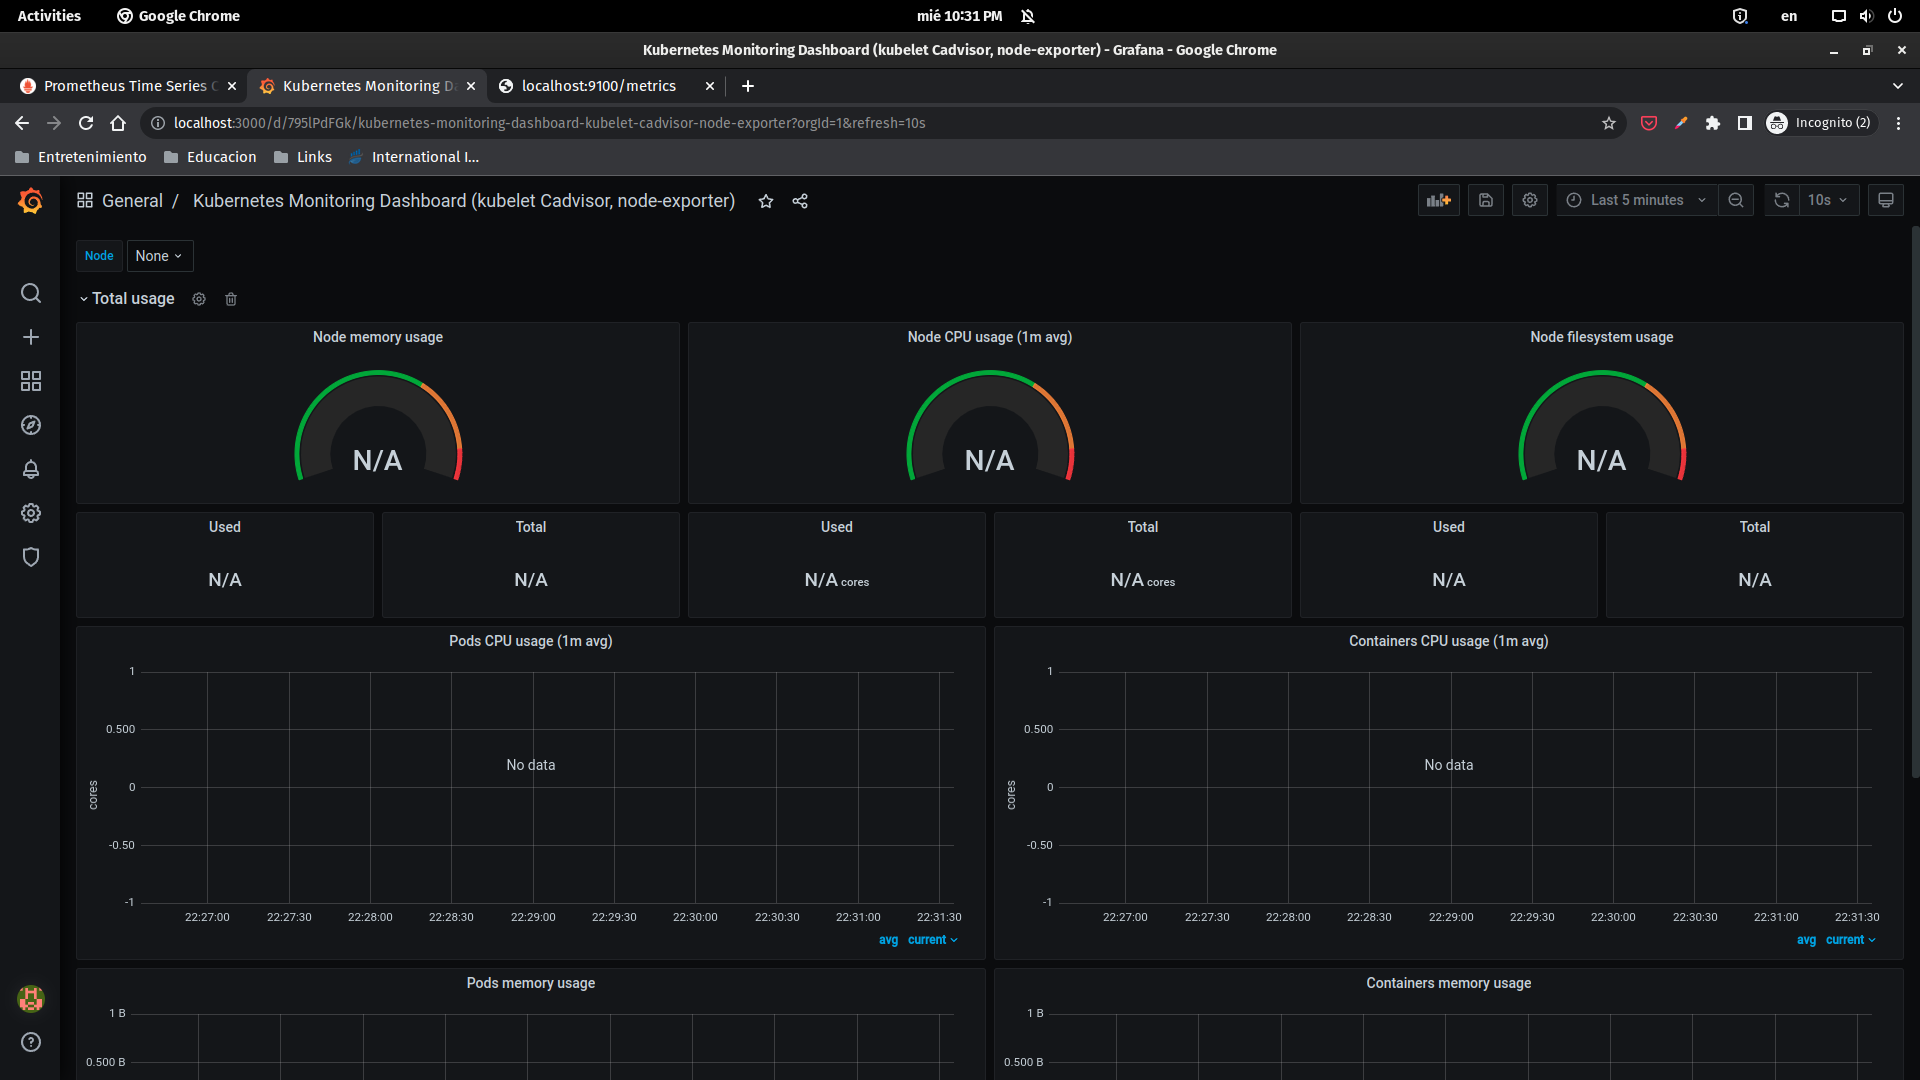 Activities
Google Chrome
mié 10:31 PM
en
Kubernetes Monitoring Dashboard (kubelet Cadvisor, node-exporter) - Grafana - Google Chrome
Prometheus Time Series
Kubernetes Monitoring D
localhost:9100/metrics
localhost:3000/d/795lPdFGk/kubernetes-monitoring-dashboard-kubelet-cadvisor-node-exporter?orgId=1&refresh=10s
Incognito (2)
Entretenimiento
Educacion
Links
International I...
General / Kubernetes Monitoring Dashboard (kubelet Cadvisor, node-exporter)
Last 5 minutes
10s
Node
None
Total usage
Node memory usage
Node CPU usage (1m avg)
Node filesystem usage
N/A
N/A
N/A
Used
Total
Used
Total
Used
Total
N/A
N/A
N/A cores
N/A cores
N/A
N/A
Pods CPU usage (1m avg)
1
0.500
0
-0.50
-1
cores
No data
22:27:00 22:27:30 22:28:00 22:28:30 22:29:00 22:29:30 22:30:00 22:30:30 22:31:00 22:31:30
avg current
Containers CPU usage (1m avg)
1
0.500
0
-0.50
-1
cores
No data
22:27:00 22:27:30 22:28:00 22:28:30 22:29:00 22:29:30 22:30:00 22:30:30 22:31:00 22:31:30
avg current
Pods memory usage
1 B
0.500 B
Containers memory usage
1 B
0.500 B